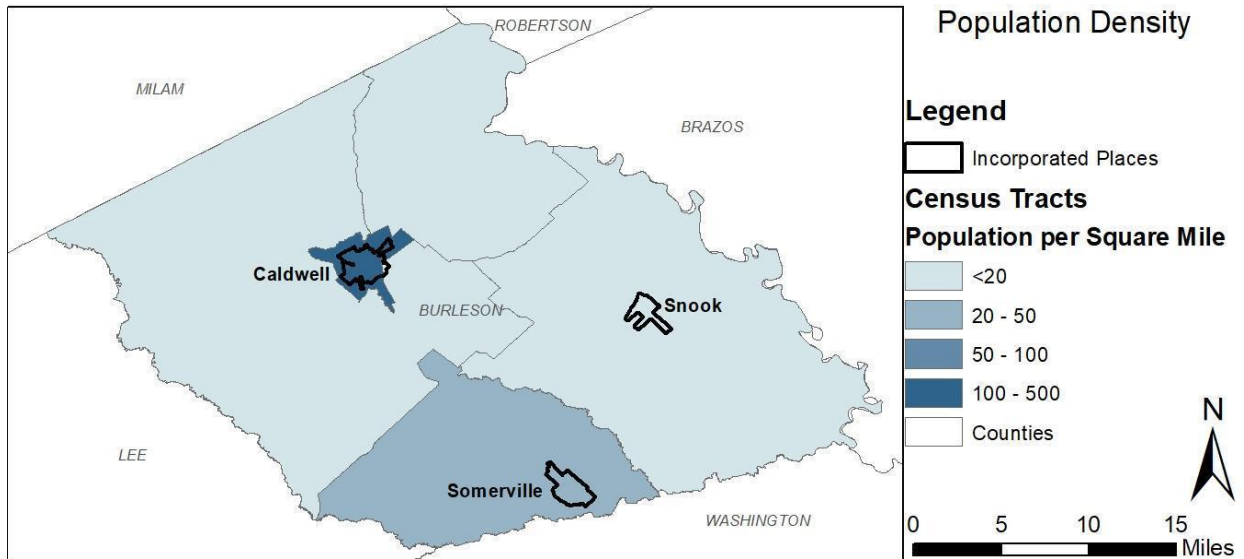 Population Density
ROBERTSON
MILAM
BRAZOS
Caldwell
BURLESON
Snook
LEE
Somerville
WASHINGTON
Legend
Incorporated Places
Census Tracts
Population per Square Mile
<20
20 - 50
50 - 100
100 - 500
Counties
N
0 5 10 15
Miles